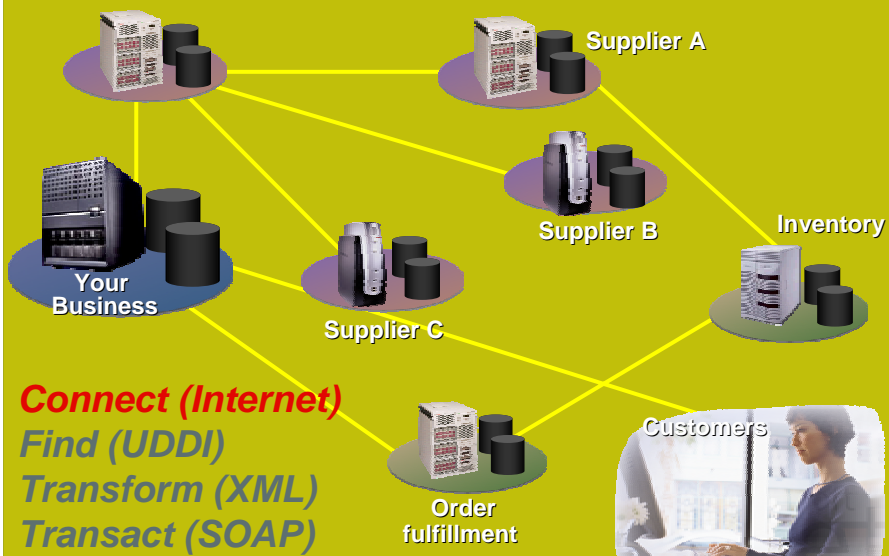 Supplier A
Supplier B
Inventory
Your
Business
Supplier C
Connect (Internet)
Find (UDDI)
Transform (XML)
Transact (SOAP)
Customers
Order
fulfillment